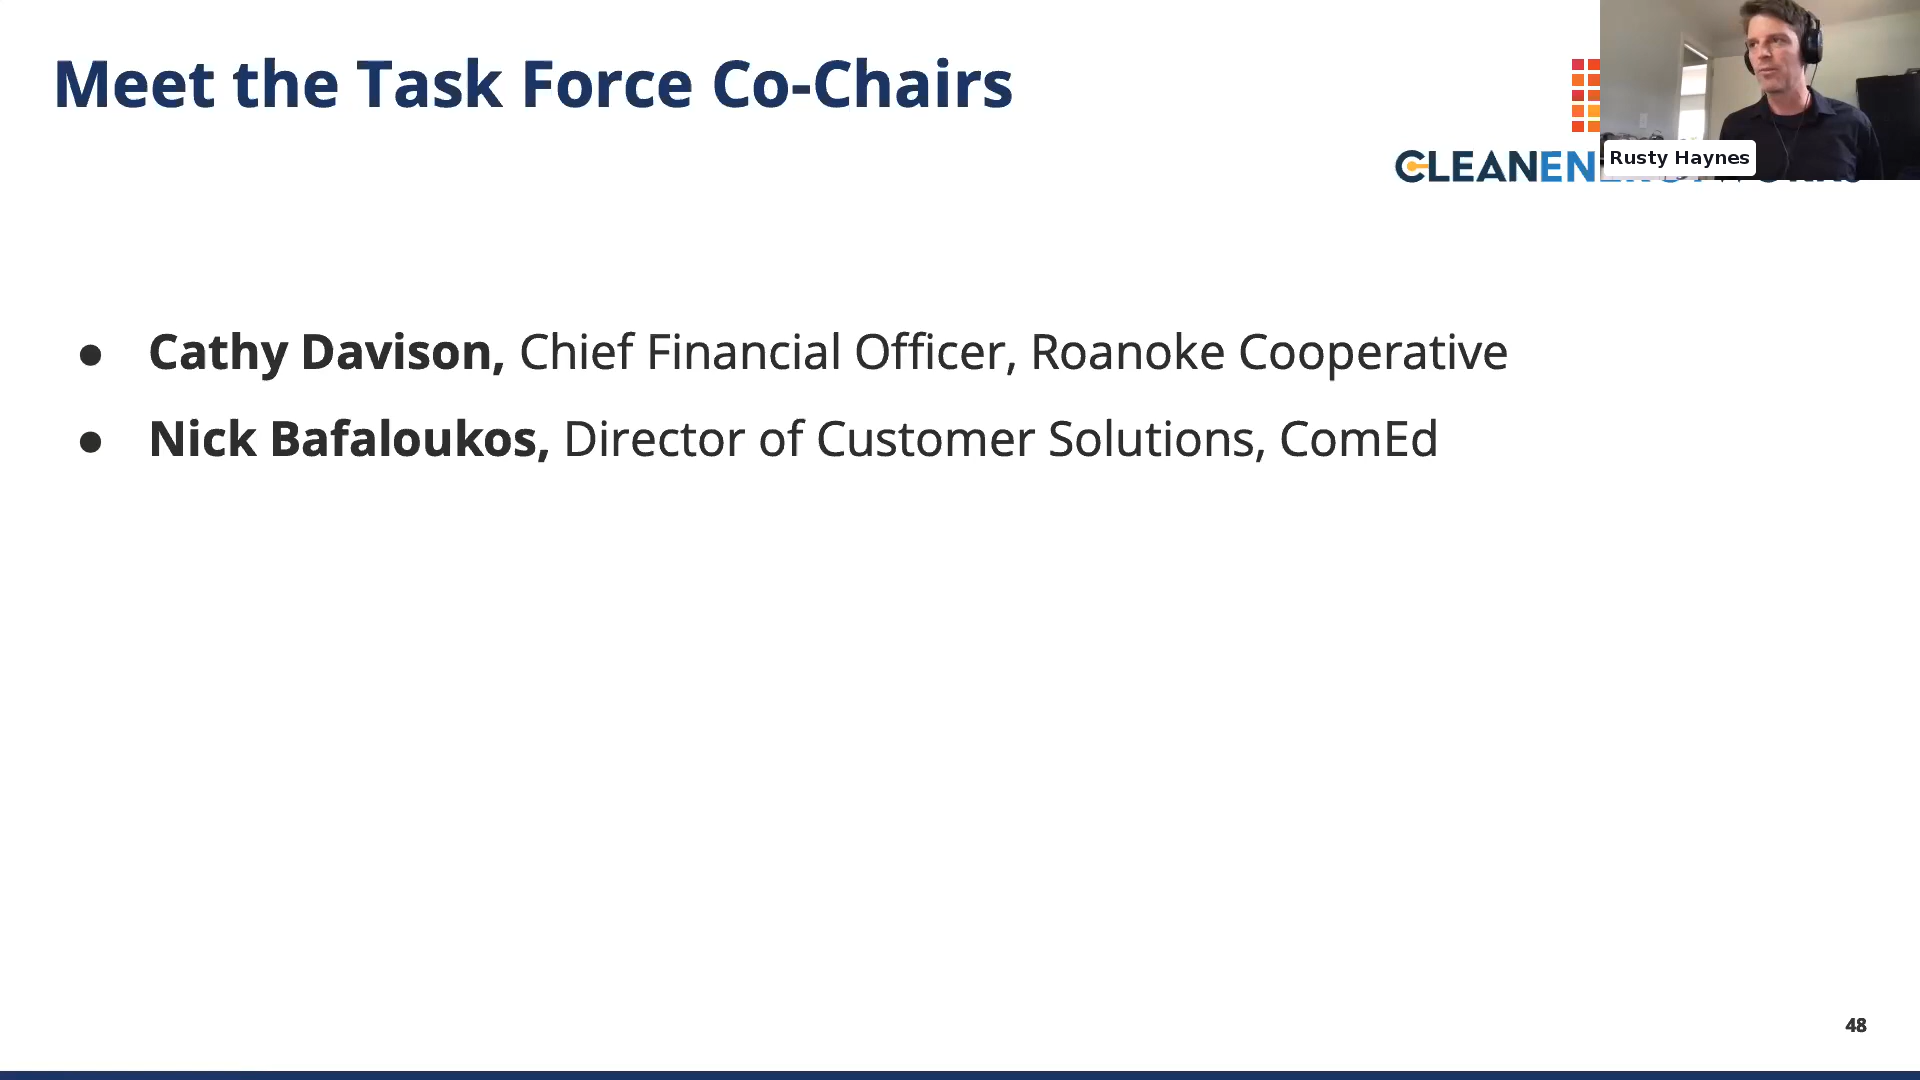 Meet the Task Force Co-Chairs
CLEANEN
Rusty Haynes
● Cathy Davison, Chief Financial Officer, Roanoke Cooperative
● Nick Bafaloukos, Director of Customer Solutions, ComEd
48